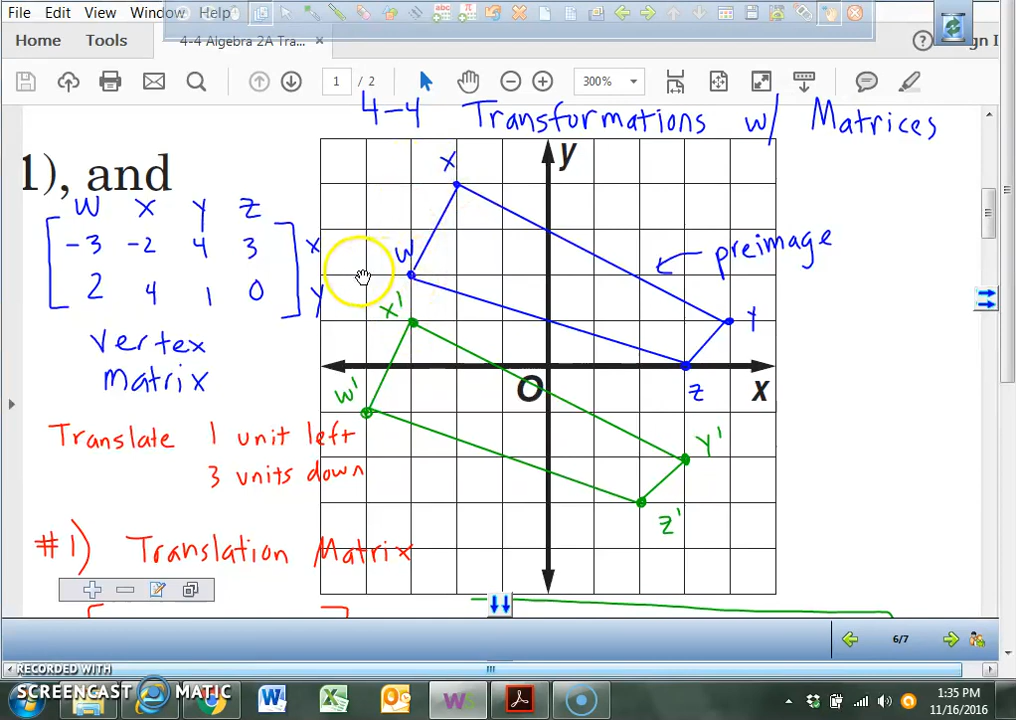 File Edit View Window Help
Home Tools 4-4 Algebra 2A Tra... × ? gn I
1 / 2 300%
4-4 Transformations w/ Matrices
1), and
W X Y Z
-3 -2 4 3 x
2 4 1 0 y
Vertex
Matrix
Translate 1 unit left
3 units down
#1) Translation Matrix
y
X
W
preimage
X'
Y
O
Z
x
W'
Y'
Z'
6/7
RECORDED WITH
SCREENCAST MATIC
1:35 PM
11/16/2016